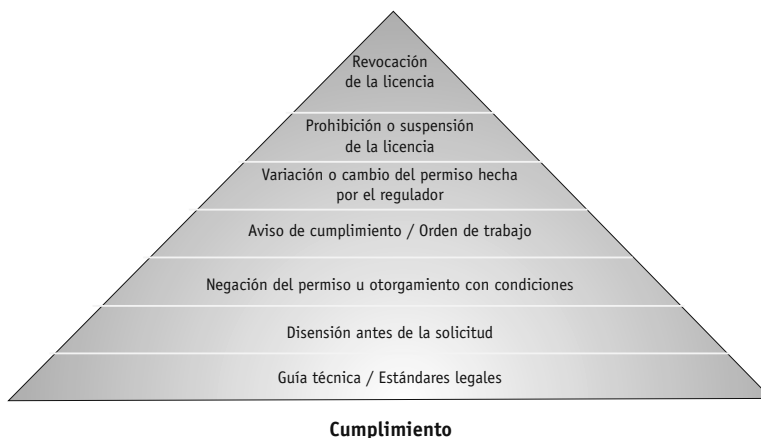 Revocación
de la licencia
Prohibición o suspensión
de la licencia
Variación o cambio del permiso hecha
por el regulador
Aviso de cumplimiento / Orden de trabajo
Negación del permiso u otorgamiento con condiciones
Disensión antes de la solicitud
Guía técnica / Estándares legales
Cumplimiento